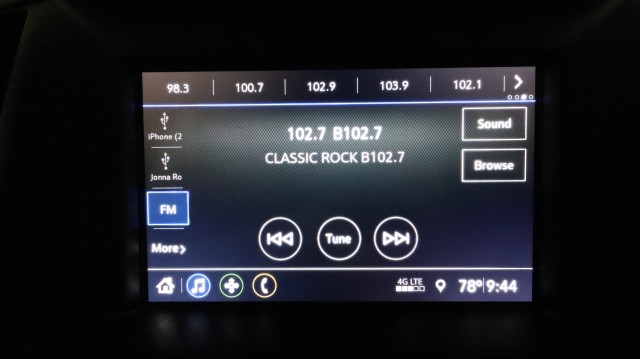 98.3 100.7 102.9 103.9 102.1
iPhone (2
102.7 B102.7
Sound
CLASSIC ROCK B102.7
Browse
Jonna Ro
FM
Tune
More
4G LTE
78° 9:44